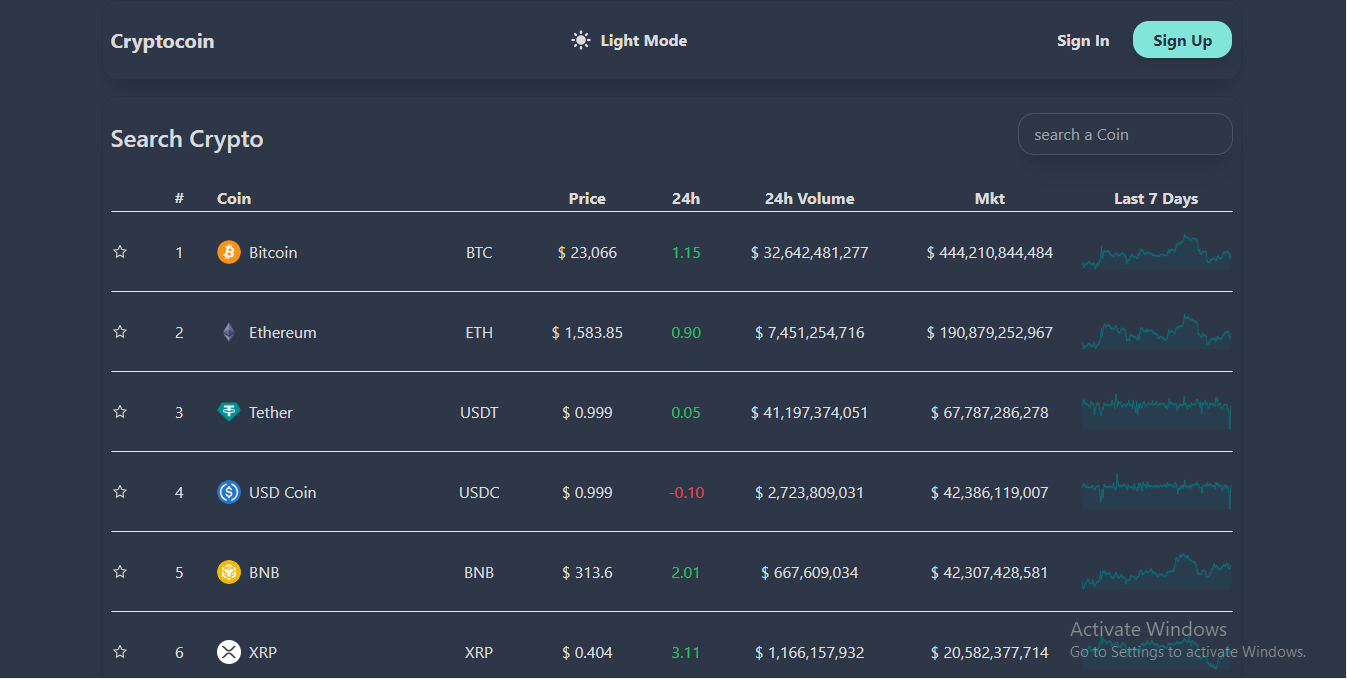 Cryptocoin Light Mode Sign In Sign Up
Search Crypto search a Coin
# Coin Price 24h 24h Volume Mkt Last 7 Days
1 Bitcoin BTC $ 23,066 1.15 $ 32,642,481,277 $ 444,210,844,484
2 Ethereum ETH $ 1,583.85 0.90 $ 7,451,254,716 $ 190,879,252,967
3 Tether USDT $ 0.999 0.05 $ 41,197,374,051 $ 67,787,286,278
4 USD Coin USDC $ 0.999 -0.10 $ 2,723,809,031 $ 42,386,119,007
5 BNB BNB $ 313.6 2.01 $ 667,609,034 $ 42,307,428,581
6 XRP XRP $ 0.404 3.11 $ 1,166,157,932 $ 20,582,377,714
Activate Windows
Go to Settings to activate Windows.